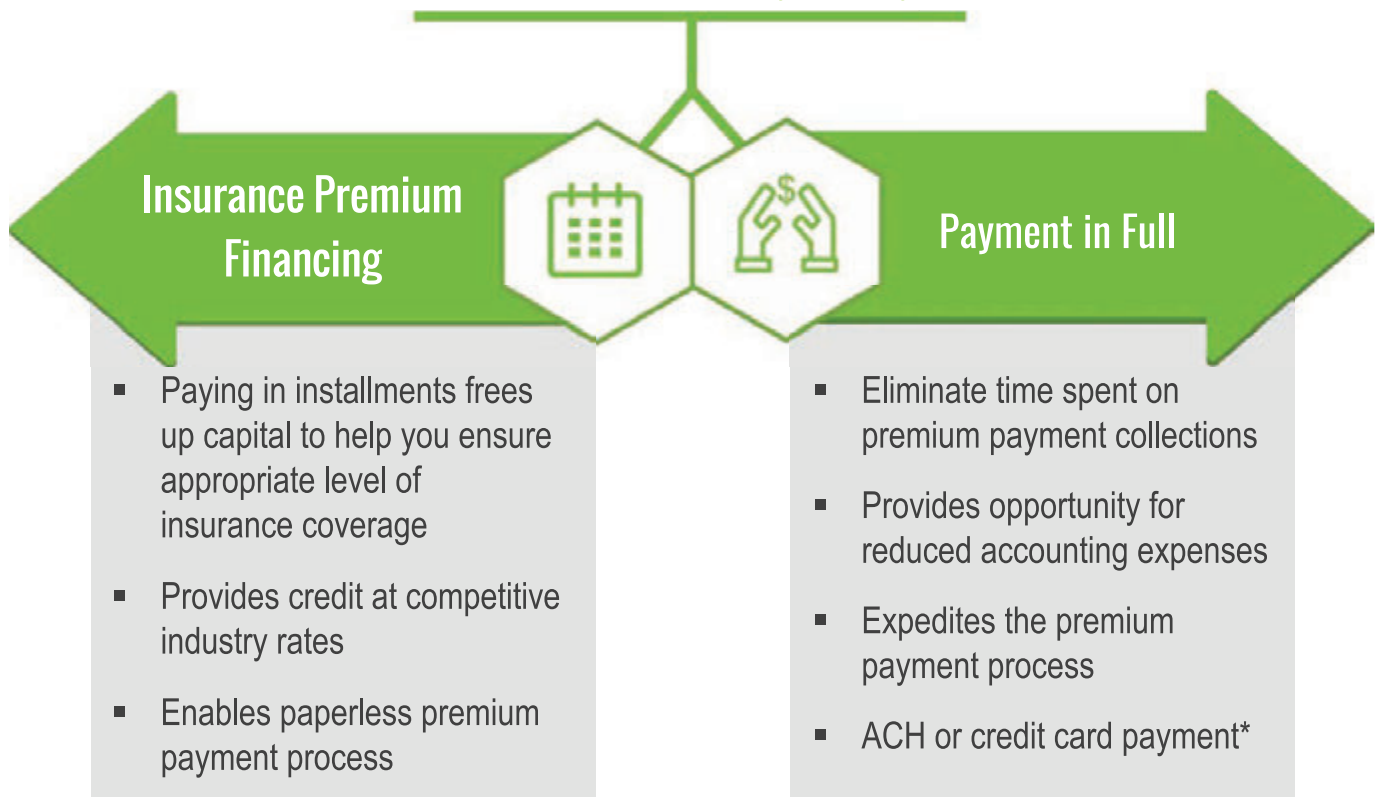 Insurance Premium
Financing
Payment in Full
▪ Paying in installments frees
up capital to help you ensure
appropriate level of
insurance coverage
▪ Provides credit at competitive
industry rates
▪ Enables paperless premium
payment process
▪ Eliminate time spent on
premium payment collections
▪ Provides opportunity for
reduced accounting expenses
▪ Expedites the premium
payment process
▪ ACH or credit card payment*